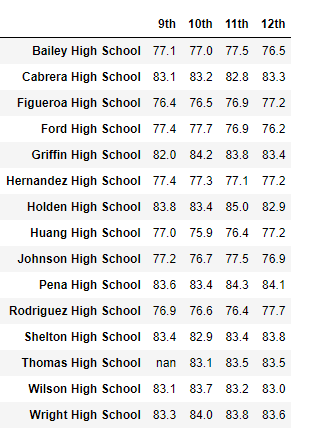 9th 10th 11th 12th
Bailey High School 77.1 77.0 77.5 76.5
Cabrera High School 83.1 83.2 82.8 83.3
Figueroa High School 76.4 76.5 76.9 77.2
Ford High School 77.4 77.7 76.9 76.2
Griffin High School 82.0 84.2 83.8 83.4
Hernandez High School 77.4 77.3 77.1 77.2
Holden High School 83.8 83.4 85.0 82.9
Huang High School 77.0 75.9 76.4 77.2
Johnson High School 77.2 76.7 77.5 76.9
Pena High School 83.6 83.4 84.3 84.1
Rodriguez High School 76.9 76.6 76.4 77.7
Shelton High School 83.4 82.9 83.4 83.8
Thomas High School nan 83.1 83.5 83.5
Wilson High School 83.1 83.7 83.2 83.0
Wright High School 83.3 84.0 83.8 83.6